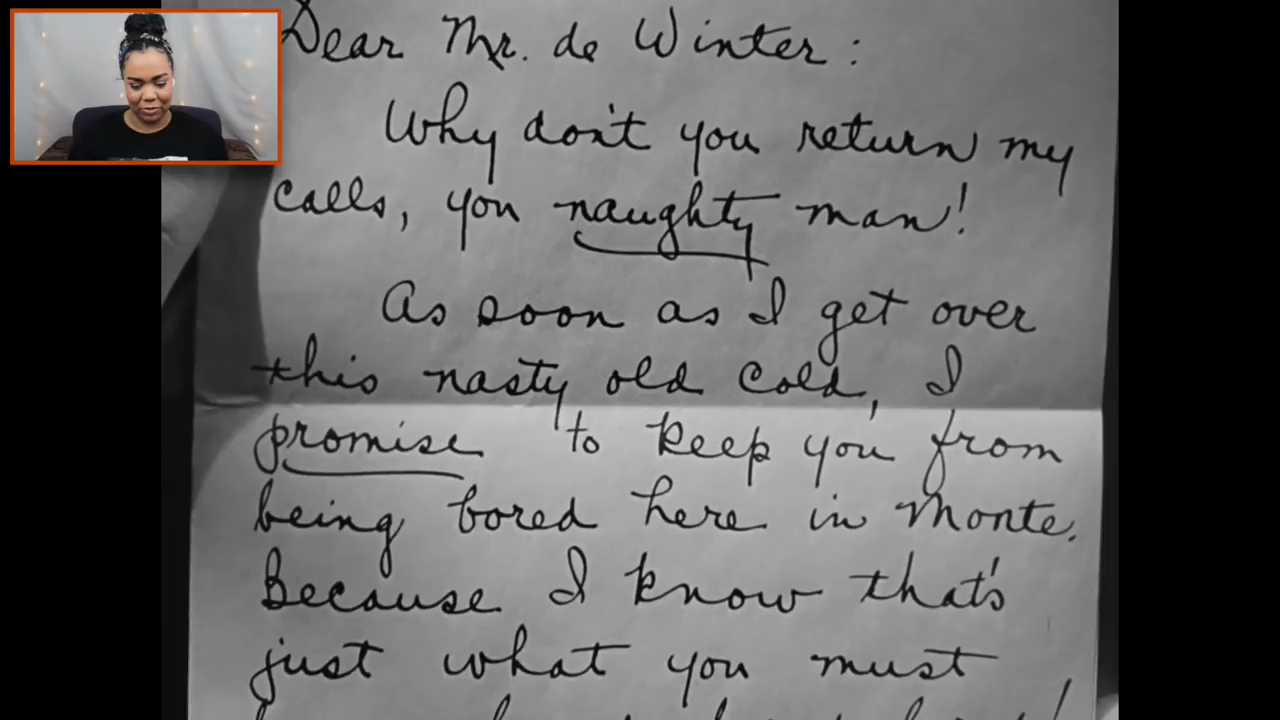 Dear Mr. de Winter:
Why don't you return my
calls, you naughty man!
As soon as I get over
this nasty old cold, I
promise to keep you from
being bored here in Monte.
Because I know that's
just what you must